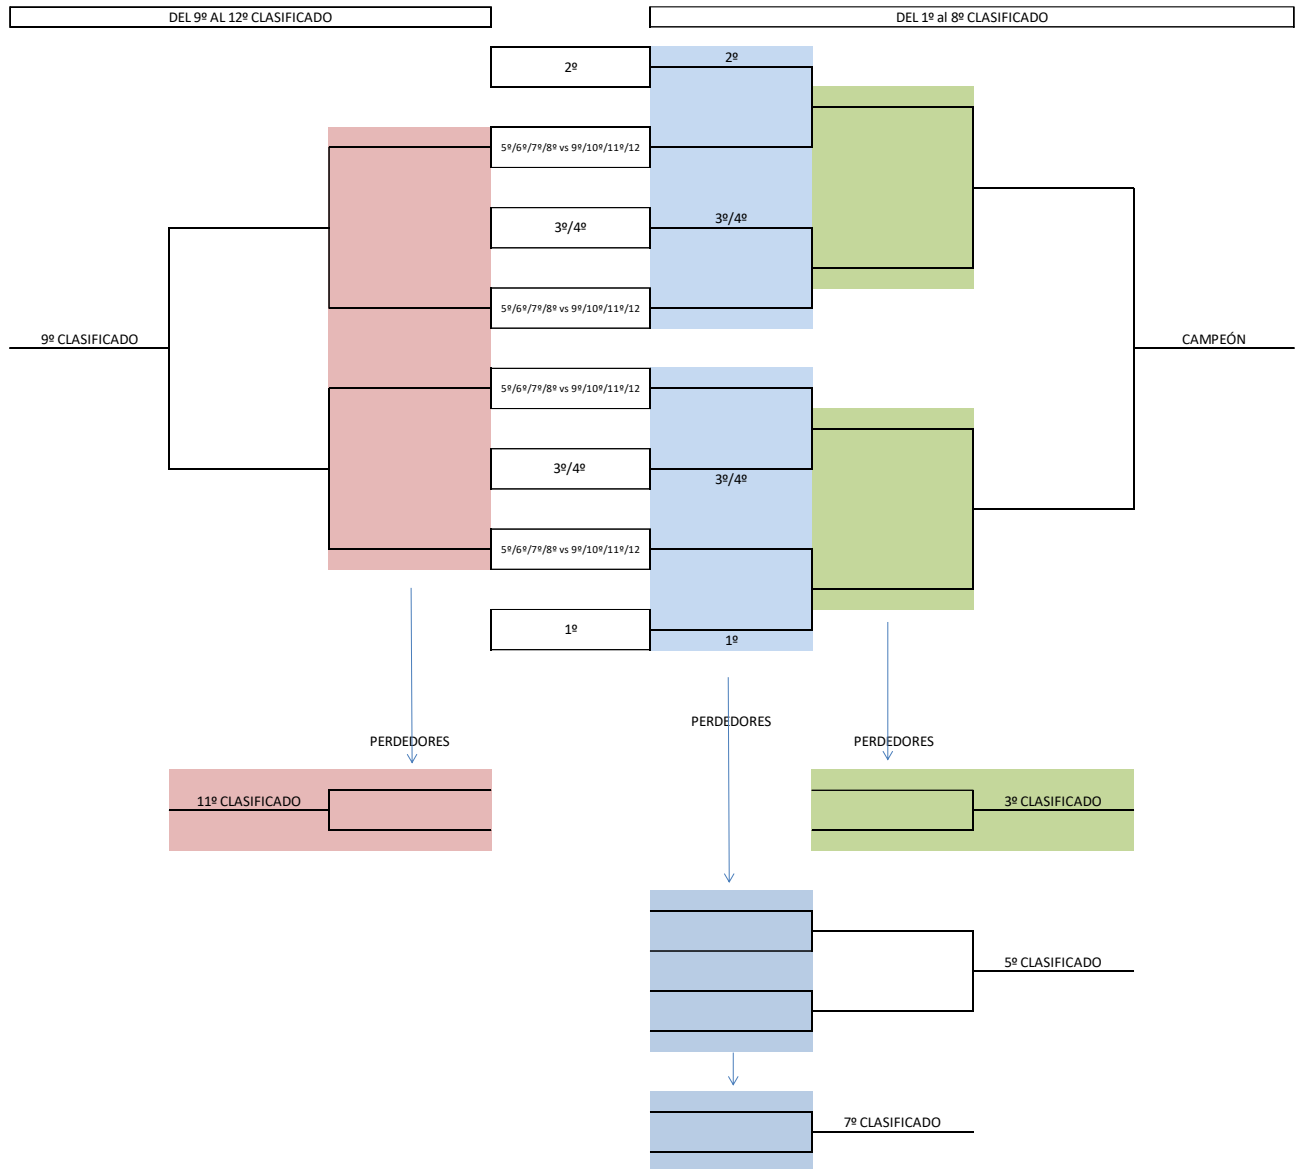 DEL 9º AL 12º CLASIFICADO
DEL 1º al 8º CLASIFICADO
2º
2º
5º/6º/7º/8º vs 9º/10º/11º/12
3º/4º
3º/4º
5º/6º/7º/8º vs 9º/10º/11º/12
9º CLASIFICADO
CAMPEÓN
5º/6º/7º/8º vs 9º/10º/11º/12
3º/4º
3º/4º
5º/6º/7º/8º vs 9º/10º/11º/12
1º
1º
PERDEDORES
PERDEDORES
PERDEDORES
11º CLASIFICADO
3º CLASIFICADO
5º CLASIFICADO
7º CLASIFICADO